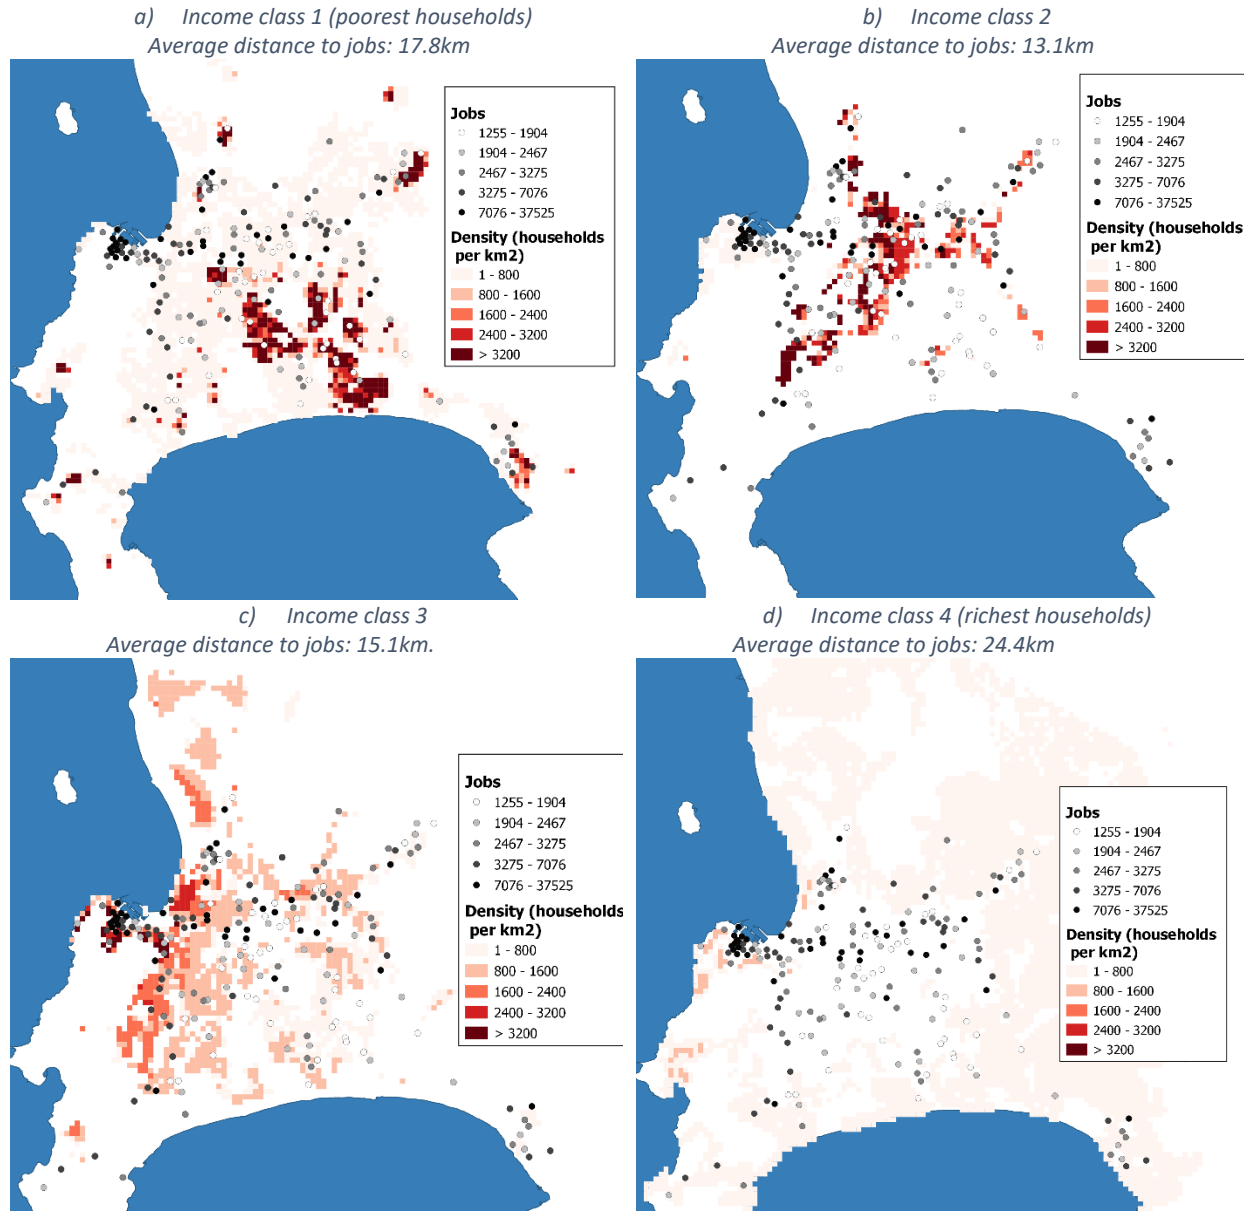 a) Income class 1 (poorest households)
Average distance to jobs: 17.8km
Jobs
1255 - 1904
1904 - 2467
2467 - 3275
3275 - 7076
7076 - 37525
Density (households
per km2)
1 - 800
800 - 1600
1600 - 2400
2400 - 3200
> 3200
b) Income class 2
Average distance to jobs: 13.1km
Jobs
1255 - 1904
1904 - 2467
2467 - 3275
3275 - 7076
7076 - 37525
Density (households
per km2)
1 - 800
800 - 1600
1600 - 2400
2400 - 3200
> 3200
c) Income class 3
Average distance to jobs: 15.1km.
Jobs
1255 - 1904
1904 - 2467
2467 - 3275
3275 - 7076
7076 - 37525
Density (households
per km2)
1 - 800
800 - 1600
1600 - 2400
2400 - 3200
> 3200
d) Income class 4 (richest households)
Average distance to jobs: 24.4km
Jobs
1255 - 1904
1904 - 2467
2467 - 3275
3275 - 7076
7076 - 37525
Density (households
per km2)
1 - 800
800 - 1600
1600 - 2400
2400 - 3200
> 3200